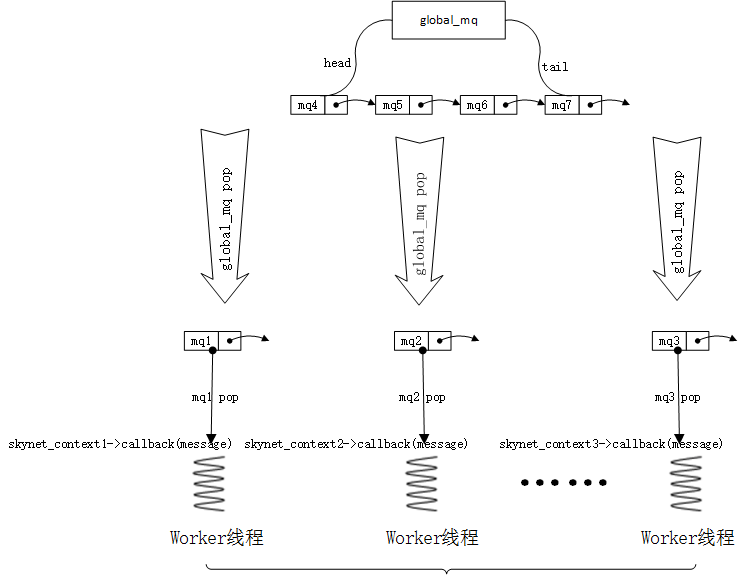 global_mq
head
tail
mq4 mq5 mq6 mq7
global_mq pop
global_mq pop
global_mq pop
mq1 mq2 mq3
mq1 pop mq2 pop mq3 pop
skynet_context1->callback(message) skynet_context2->callback(message) skynet_context3->callback(message)
Worker线程 Worker线程 Worker线程